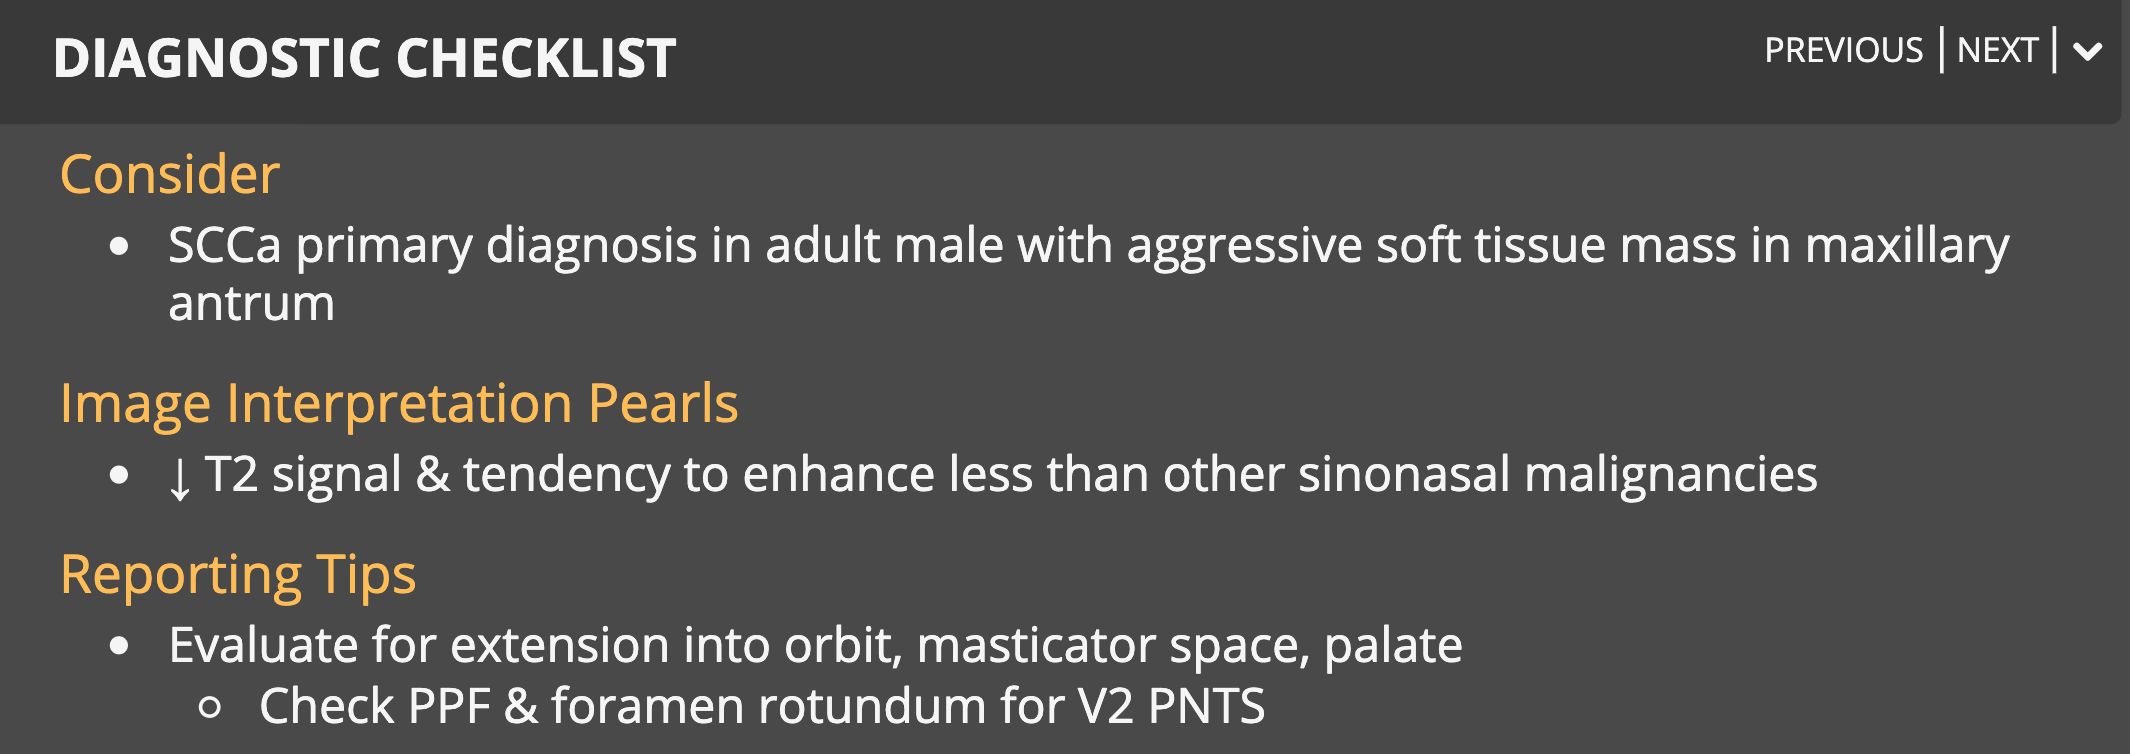 DIAGNOSTIC CHECKLIST
PREVIOUS | NEXT |
Consider
• SCCa primary diagnosis in adult male with aggressive soft tissue mass in maxillary
antrum
Image Interpretation Pearls
• ↓ T2 signal & tendency to enhance less than other sinonasal malignancies
Reporting Tips
• Evaluate for extension into orbit, masticator space, palate
○ Check PPF & foramen rotundum for V2 PNTS